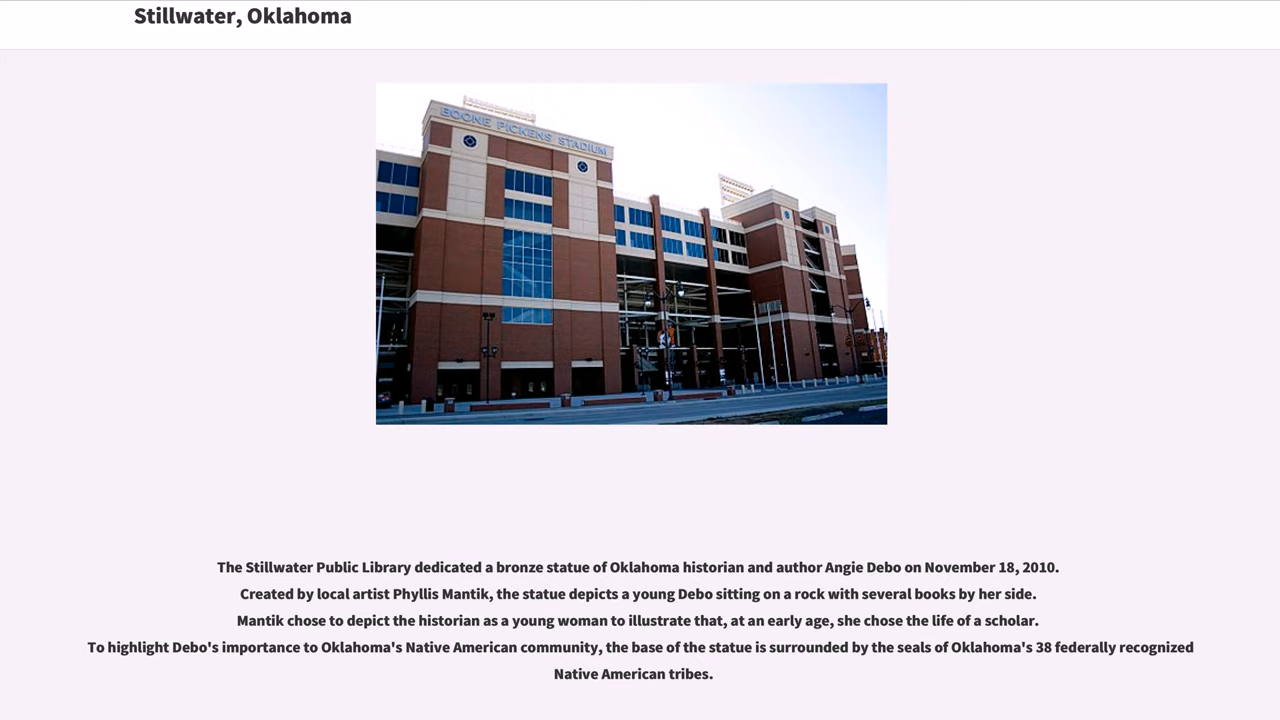 Stillwater, Oklahoma
BOONE PICKENS STADIUM
The Stillwater Public Library dedicated a bronze statue of Oklahoma historian and author Angie Debo on November 18, 2010.
Created by local artist Phyllis Mantik, the statue depicts a young Debo sitting on a rock with several books by her side.
Mantik chose to depict the historian as a young woman to illustrate that, at an early age, she chose the life of a scholar.
To highlight Debo's importance to Oklahoma's Native American community, the base of the statue is surrounded by the seals of Oklahoma's 38 federally recognized
Native American tribes.